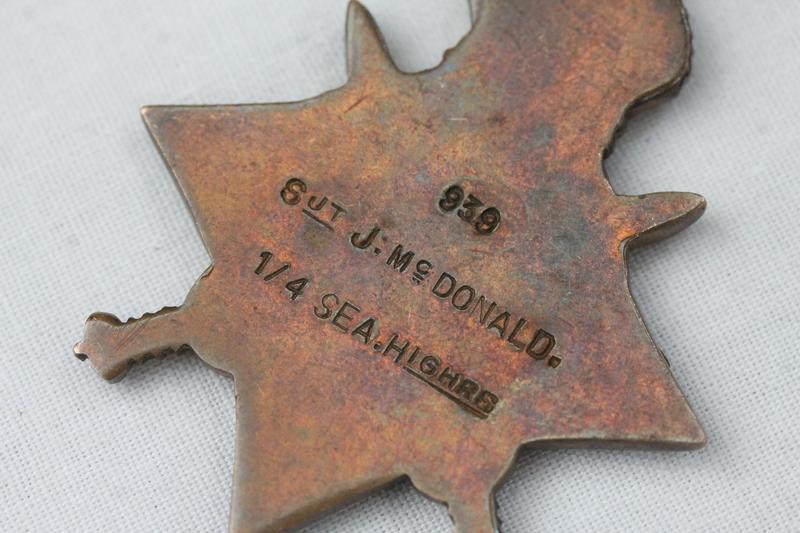 939
SJT J: McDONALD.
1/4 SEA.HIGHRS